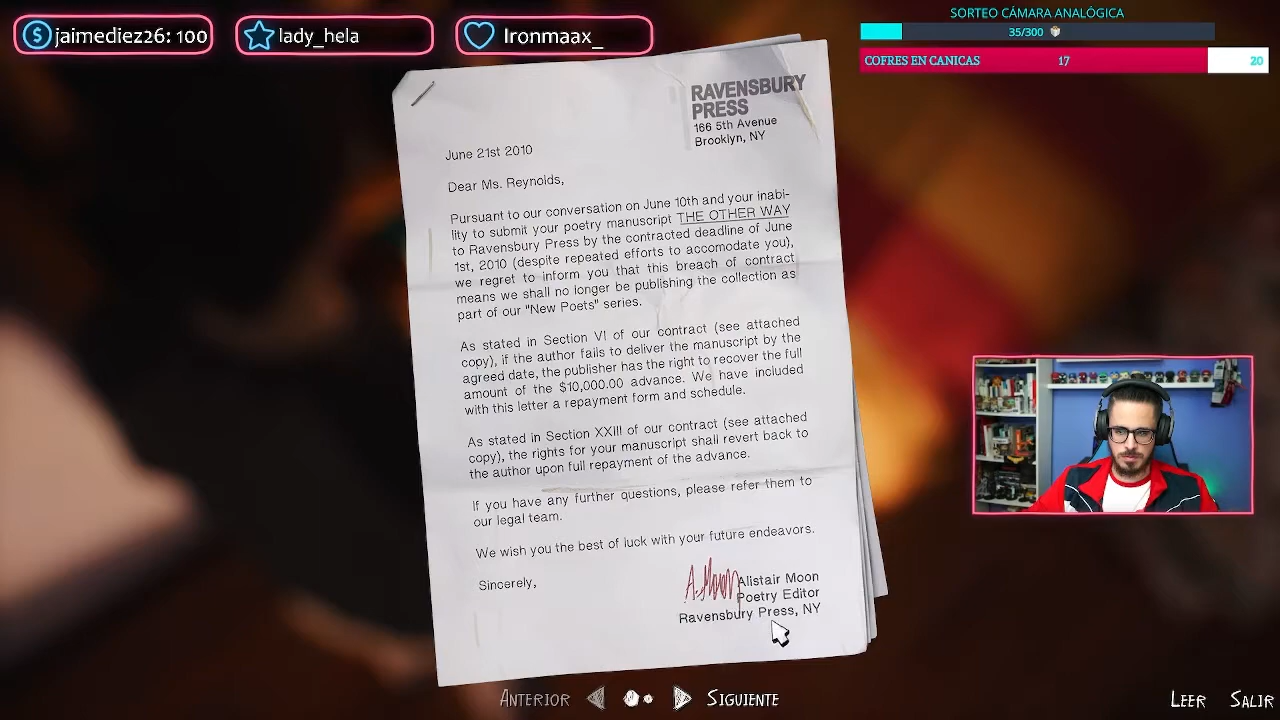 jaimediez26: 100
lady_hela
Ironmaax_
SORTEO CÁMARA ANALÓGICA
35/300
COFRES EN CANICAS 17 20
RAVENSBURY
PRESS
166 5th Avenue
Brooklyn, NY
June 21st 2010
Dear Ms. Reynolds,
Pursuant to our conversation on June 10th and your inabi-
lity to submit your poetry manuscript THE OTHER WAY
to Ravensbury Press by the contracted deadline of June
1st, 2010 (despite repeated efforts to accomodate you),
we regret to inform you that this breach of contract
means we shall no longer be publishing the collection as
part of our "New Poets" series.
As stated in Section VI of our contract (see attached
copy), if the author fails to deliver the manuscript by the
agreed date, the publisher has the right to recover the full
amount of the $10,000.00 advance. We have included
with this letter a repayment form and schedule.
As stated in Section XXIII of our contract (see attached
copy), the rights for your manuscript shall revert back to
the author upon full repayment of the advance.
If you have any further questions, please refer them to
our legal team.
We wish you the best of luck with your future endeavors.
Sincerely,
A. Moon
Alistair Moon
Poetry Editor
Ravensbury Press, NY
ANTERIOR SIGUIENTE
LEER SALIR